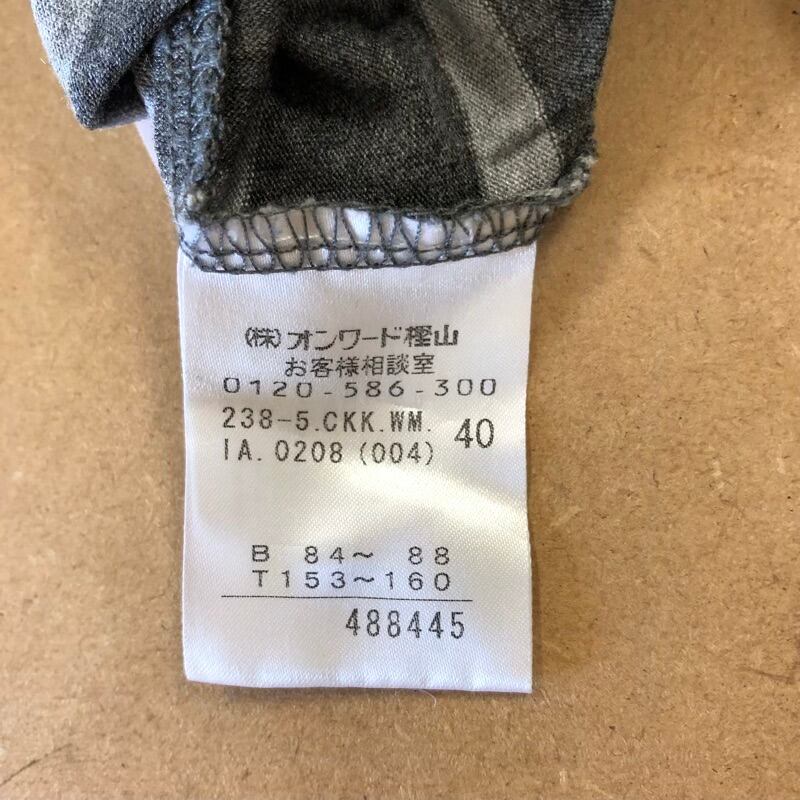 (株)オンワード樫山
お客様相談室
0120-586-300
238-5.CKK.WM.
IA.0208(004) 40
B 84～ 88
T153～160
488445